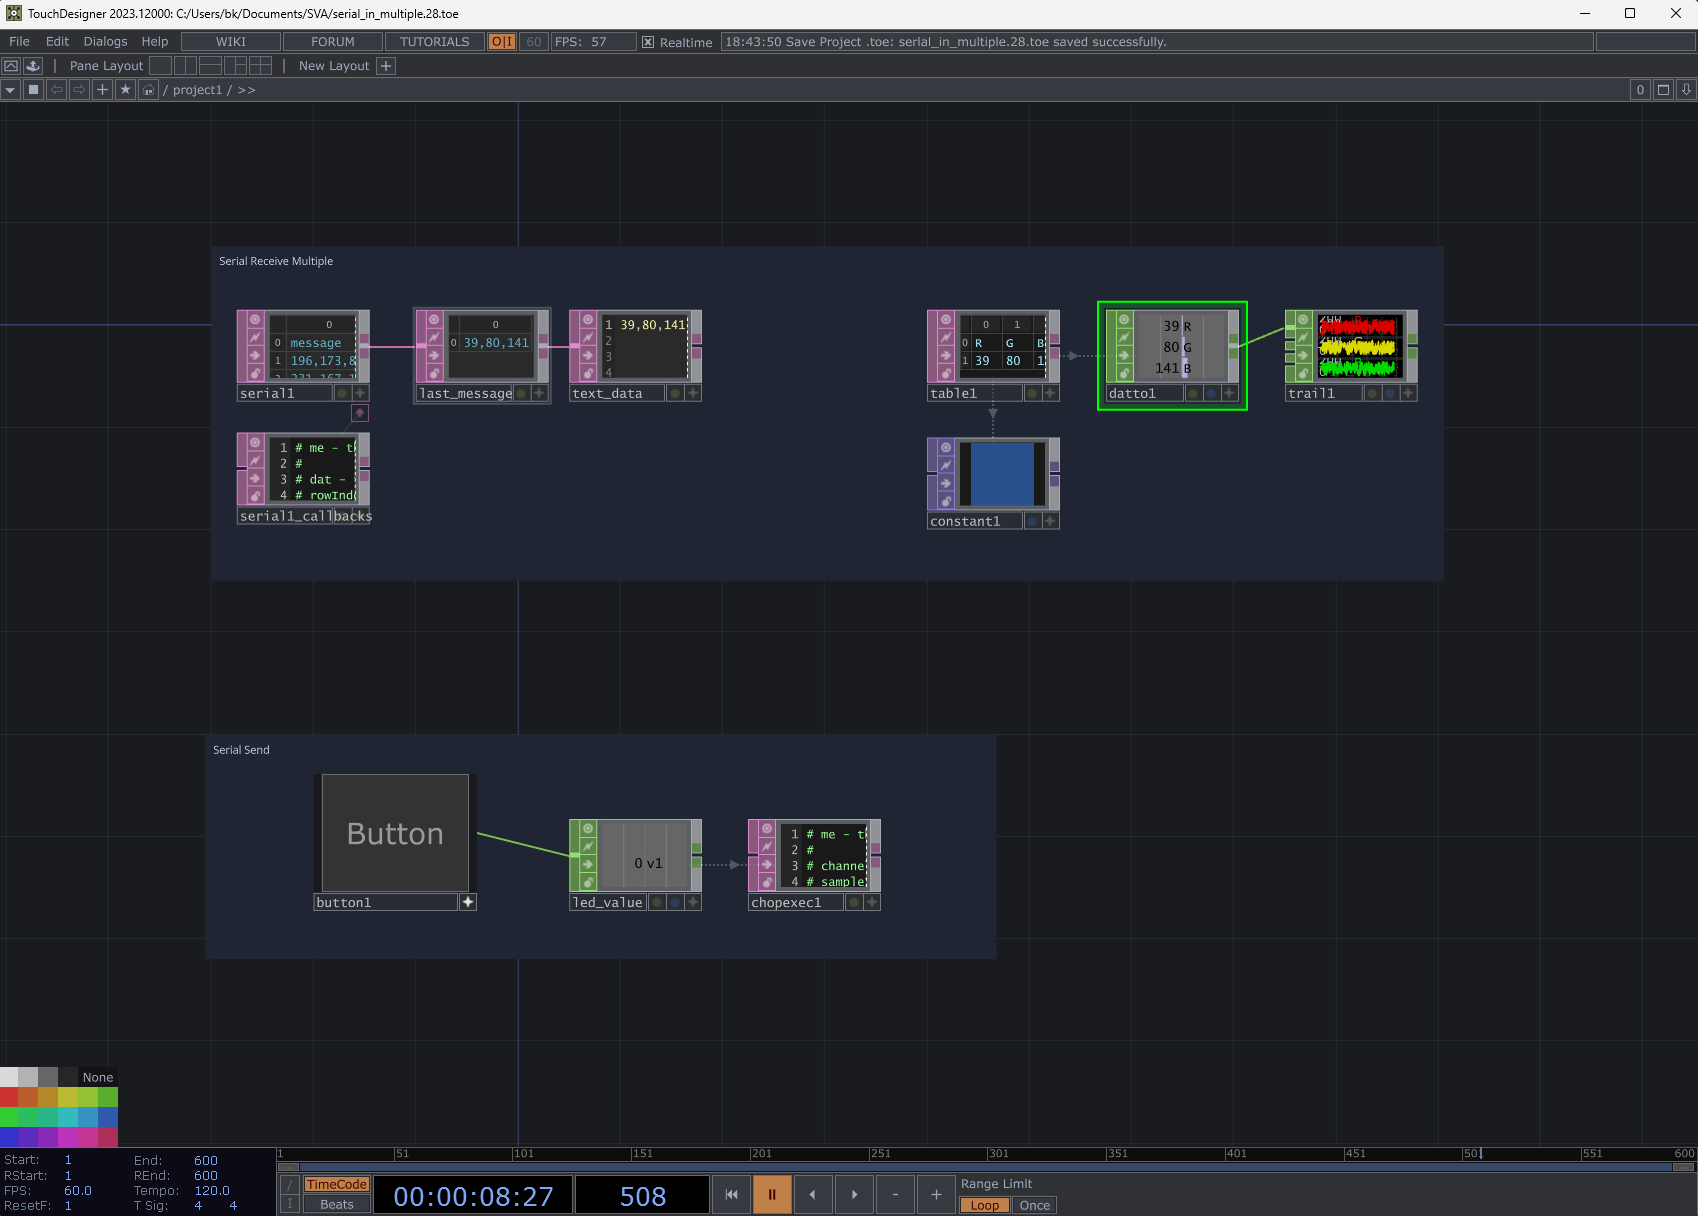 TouchDesigner 2023.12000: C:/Users/bk/Documents/SVA/serial_in_multiple.28.toe
File Edit Dialogs Help WIKI FORUM TUTORIALS O|I 60 FPS: 57 Realtime 18:43:50 Save Project .toe: serial_in_multiple.28.toe saved successfully.
Pane Layout New Layout +
/ project1 / >> 0
Serial Receive Multiple
0
0 message
1 196,173,8
serial1
0
0 39,80,141
last_message
1 39,80,141
2
3
4
text_data
0 1
0 R G B
1 39 80 1
table1
39 R
80 G
141 B
datto1
trail1
1 # me - t
2 #
3 # dat -
4 # rowInd
serial1_callbacks
constant1
Serial Send
Button
button1
0 v1
led_value
1 # me - t
2 #
3 # channe
4 # sample
chopexec1
None
1 51 101 151 201 251 301 351 401 451 501 551 600
Start: 1 End: 600
RStart: 1 REnd: 600
FPS: 60.0 Tempo: 120.0
ResetF: 1 T Sig: 4 4
/ TimeCode
I Beats
00:00:08:27 508 - +
Range Limit
Loop Once